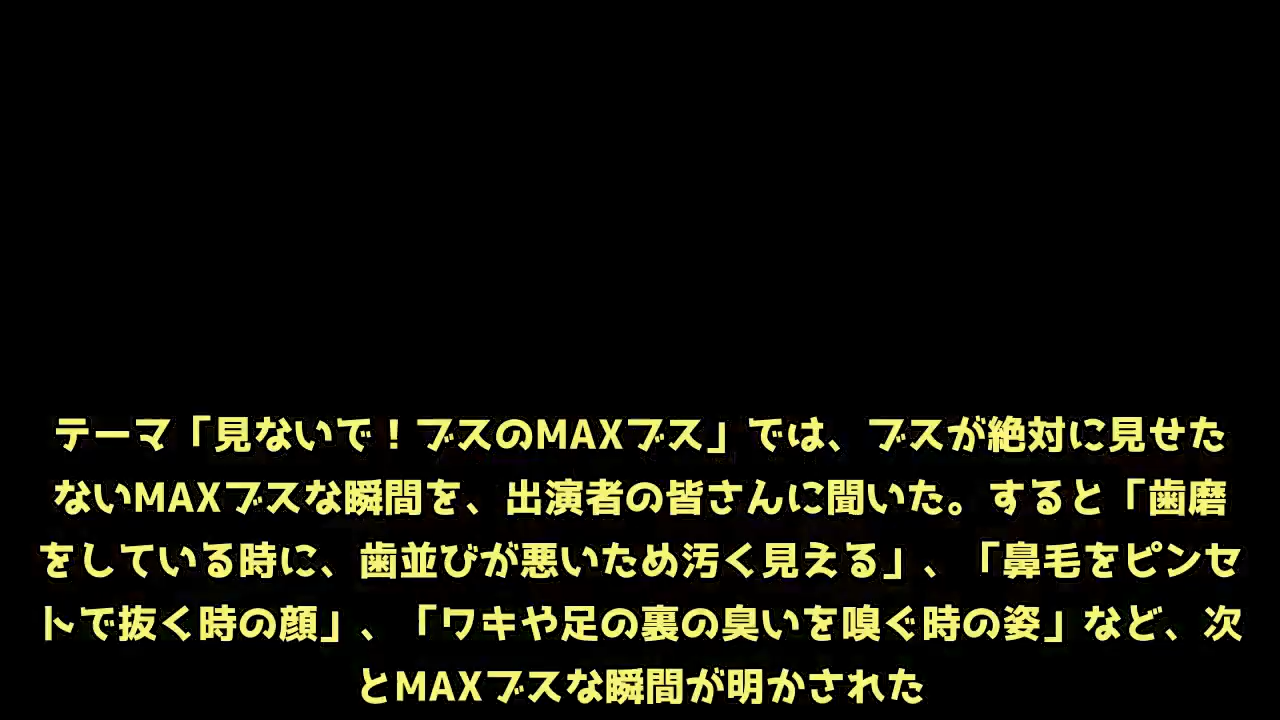 テーマ「見ないで！ブスのMAXブス」では、ブスが絶対に見せた
ないMAXブスな瞬間を、出演者の皆さんに聞いた。すると「歯磨
をしている時に、歯並びが悪いため汚く見える」、「鼻毛をピンセ
トで抜く時の顔」、「ワキや足の裏の臭いを嗅ぐ時の姿」など、次
とMAXブスな瞬間が明かされた